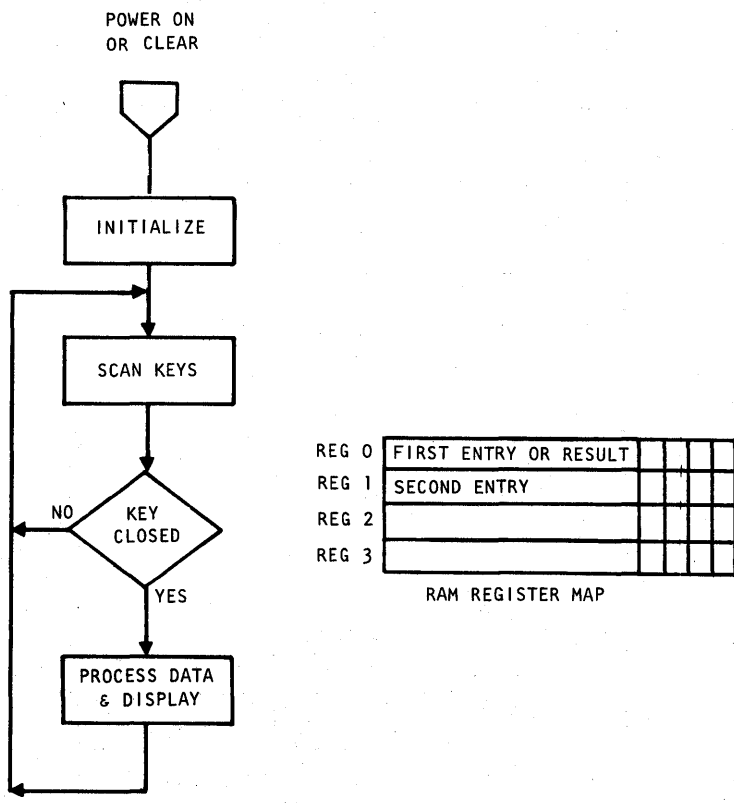 POWER ON
OR CLEAR
INITIALIZE
SCAN KEYS
NO
KEY
CLOSED
YES
PROCESS DATA
& DISPLAY
REG 0 FIRST ENTRY OR RESULT
REG 1 SECOND ENTRY
REG 2
REG 3
RAM REGISTER MAP